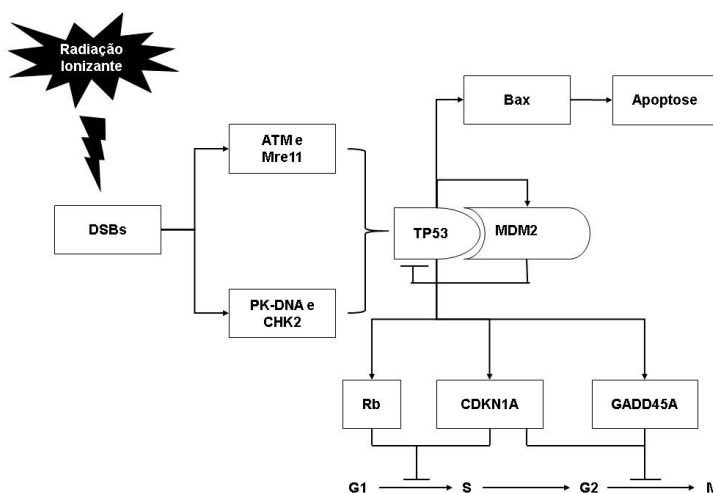 Radiação
Ionizante
Bax
Apoptose
ATM e
Mre11
DSBs
TP53
MDM2
PK-DNA e
CHK2
Rb
CDKN1A
GADD45A
G1
S
G2
M